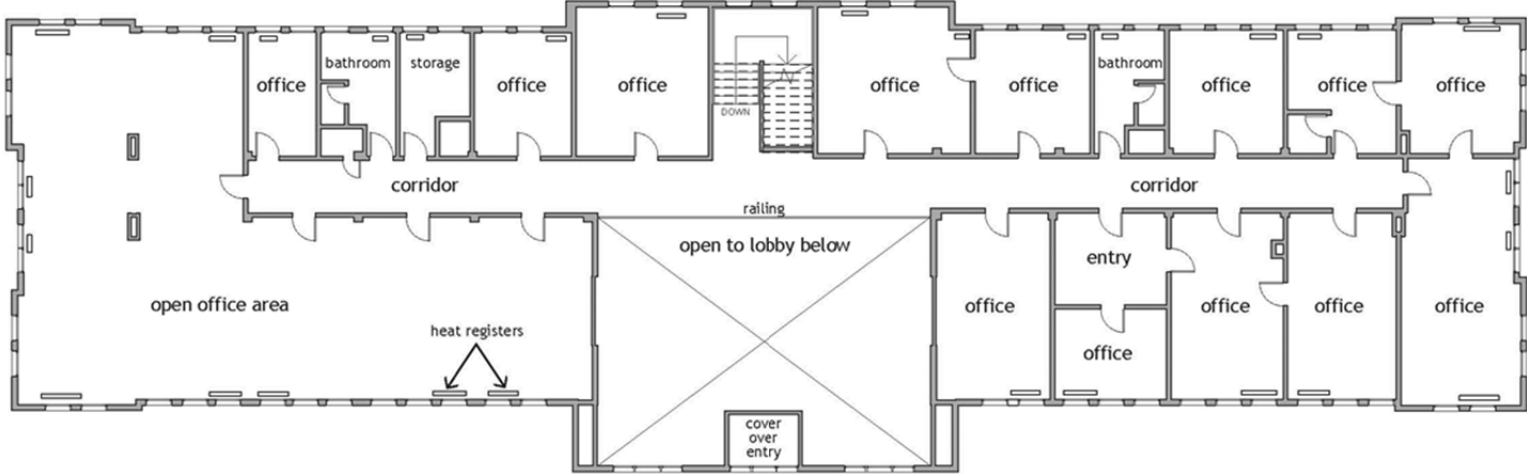 bathroom
storage
bathroom
office
office
office
office
office
office
office
office
DOWN
corridor
corridor
railing
open to lobby below
entry
open office area
office
office
office
office
heat registers
office
cover
over
entry